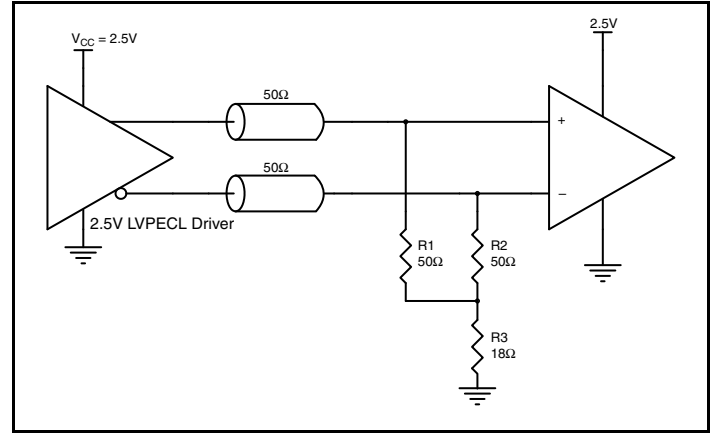 V_CC = 2.5V
2.5V
50Ω
50Ω
+
−
2.5V LVPECL Driver
R1
50Ω
R2
50Ω
R3
18Ω